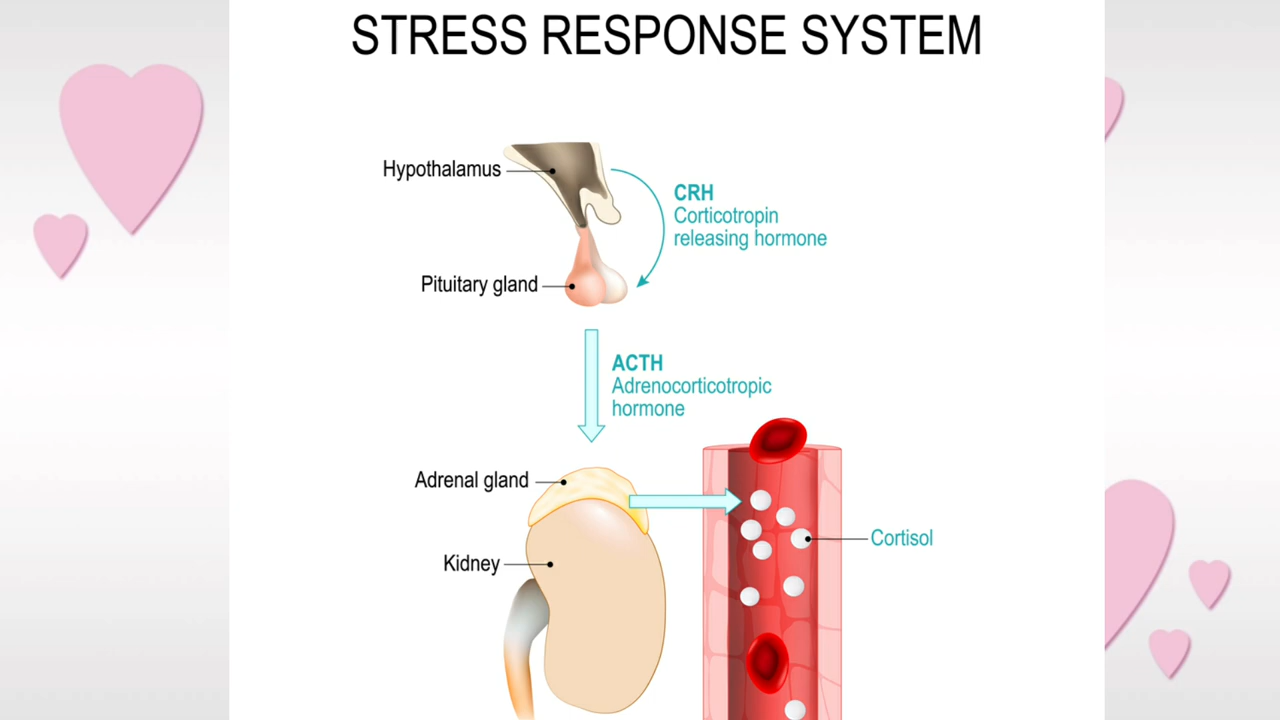 STRESS RESPONSE SYSTEM
Hypothalamus
CRH
Corticotropin
releasing hormone
Pituitary gland
ACTH
Adrenocorticotropic
hormone
Adrenal gland
Cortisol
Kidney